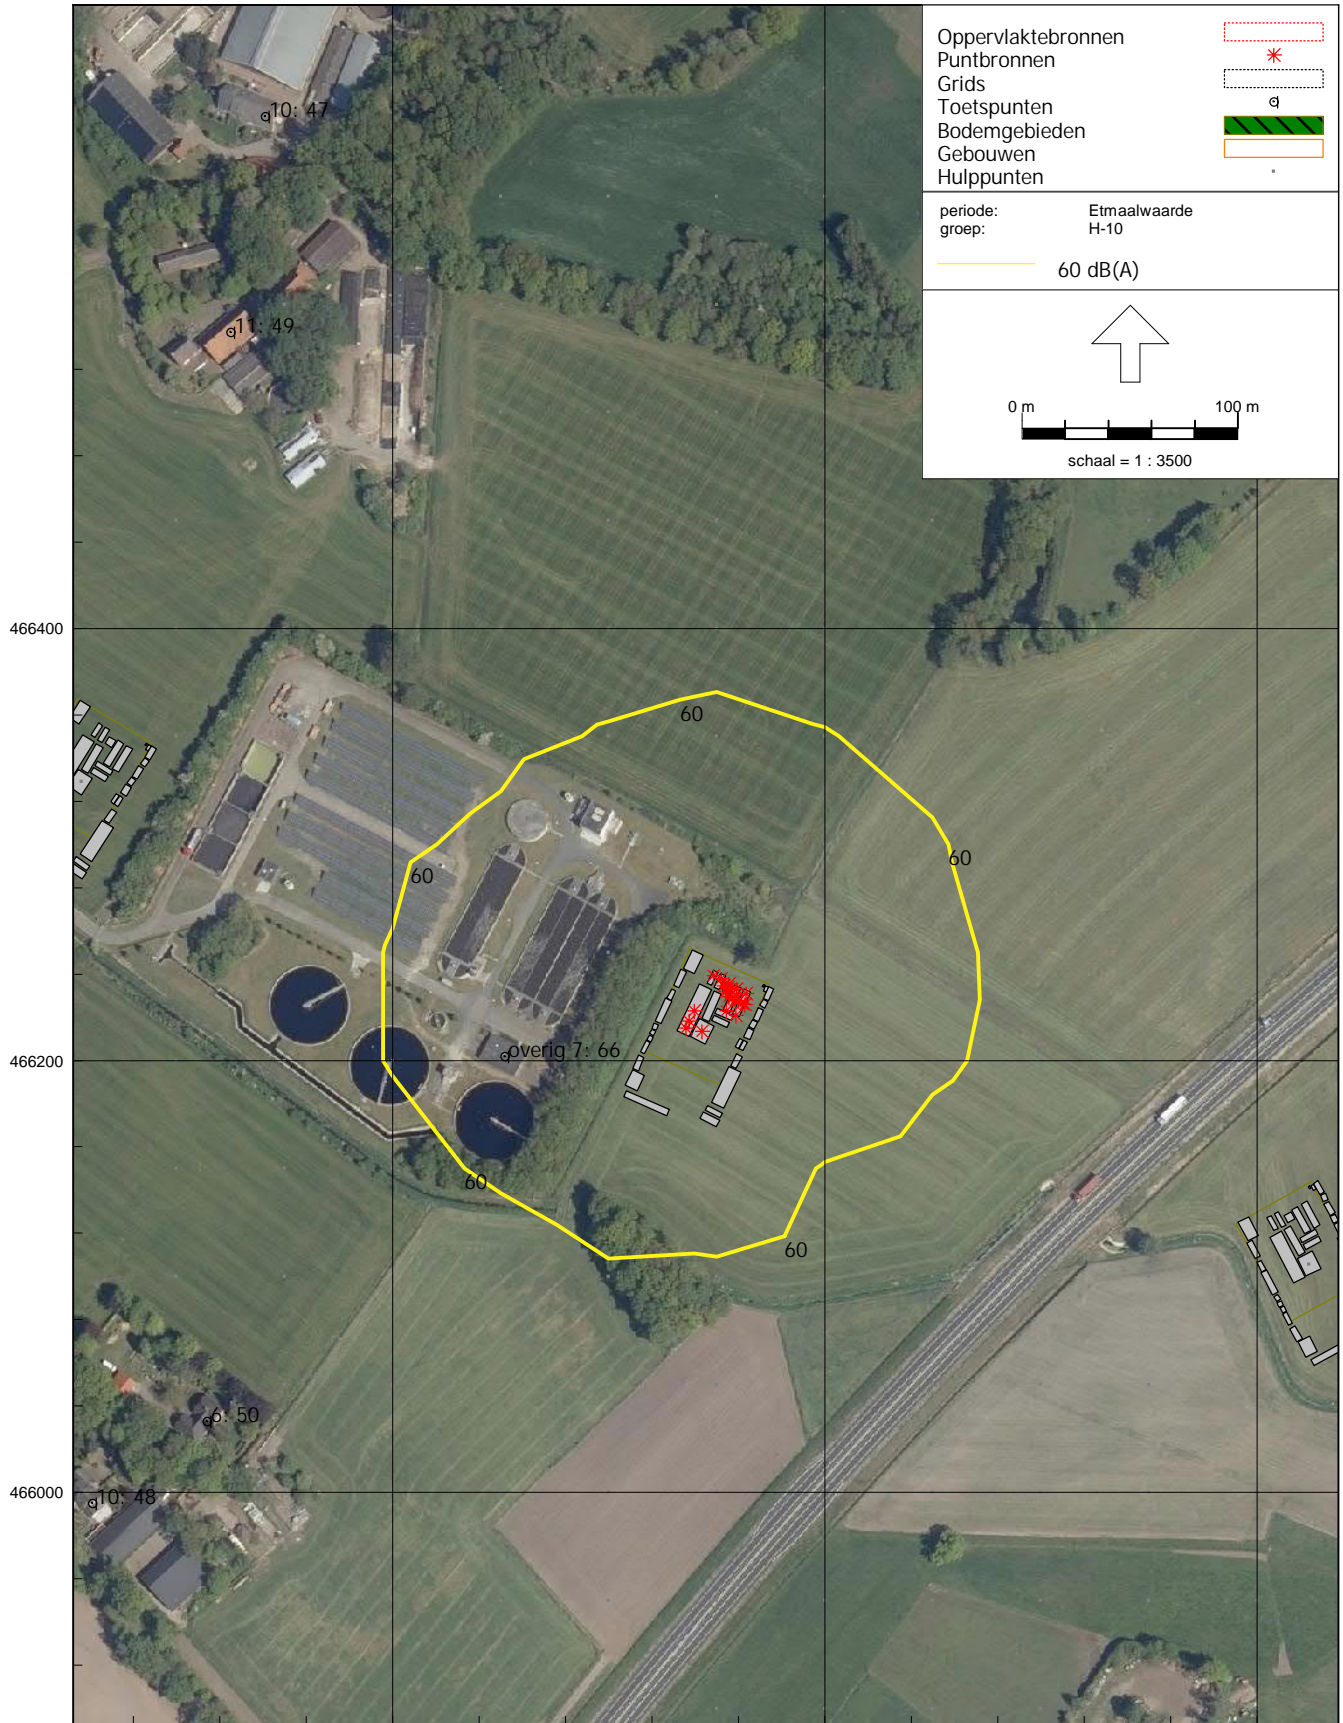 Oppervlaktebronnen
Puntbronnen
Grids
Toetspunten
Bodemgebieden
Gebouwen
Hulppunten
periode: Etmaalwaarde
groep: H-10
60 dB(A)
0 m 100 m
schaal = 1 : 3500
10: 47
11: 49
466400
60
60
60
overig 7: 66
466200
60
60
6: 50
466000
10: 48